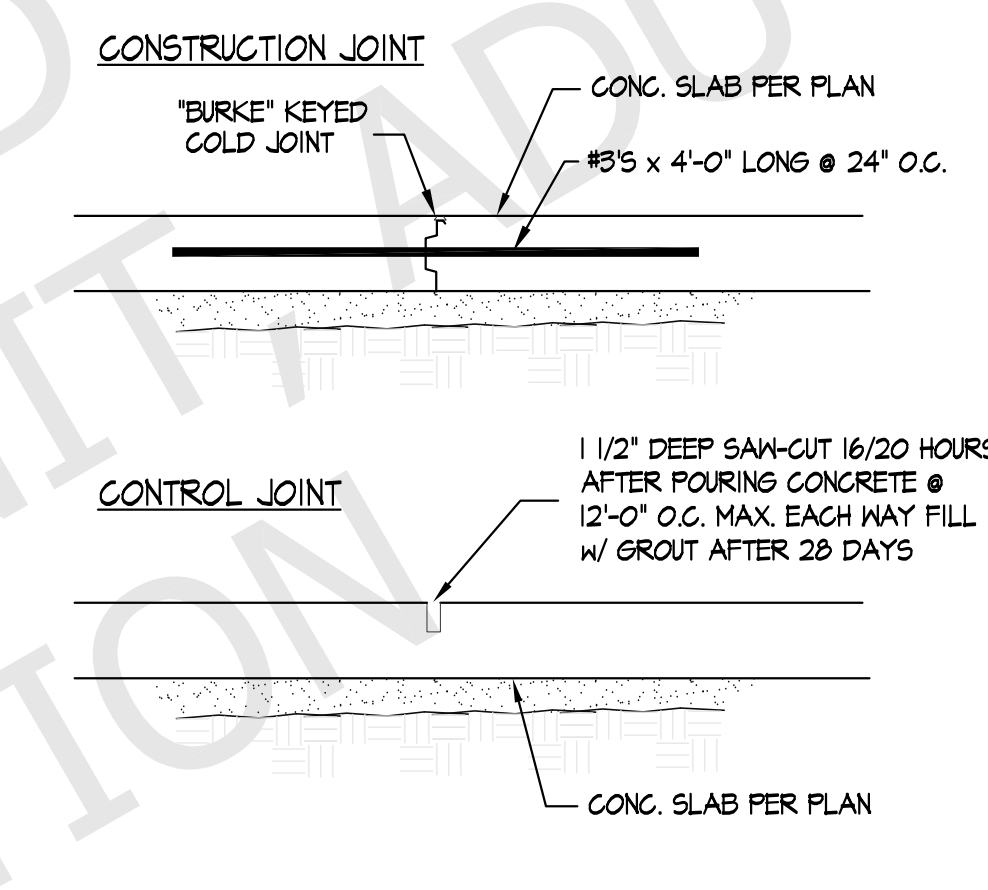 CONSTRUCTION JOINT
"BURKE" KEYED
COLD JOINT
CONC. SLAB PER PLAN
#3'S x 4'-0" LONG @ 24" O.C.
CONTROL JOINT
1 1/2" DEEP SAW-CUT 16/20 HOURS
AFTER POURING CONCRETE @
12'-0" O.C. MAX. EACH WAY FILL
W/ GROUT AFTER 28 DAYS
CONC. SLAB PER PLAN